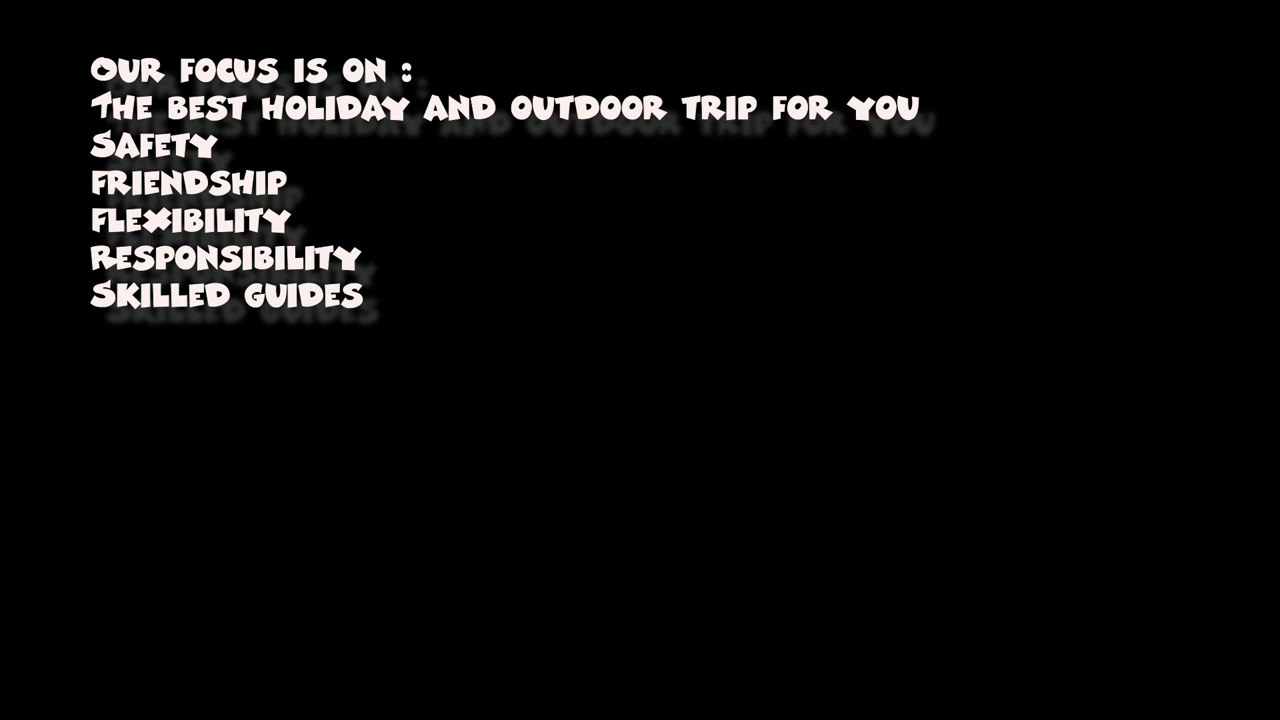 OUR FOCUS IS ON :
THE BEST HOLIDAY AND OUTDOOR TRIP FOR YOU
SAFETY
FRIENDSHIP
FLEXIBILITY
RESPONSIBILITY
SKILLED GUIDES